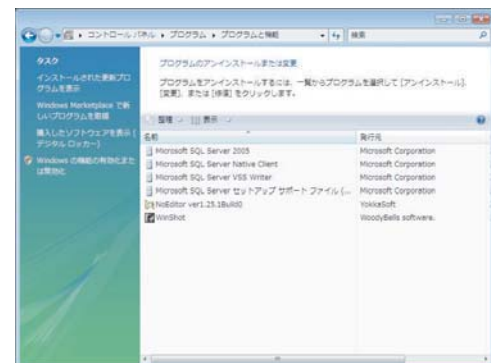 コントロール パネル ▸ プログラム ▸ プログラムと機能
検索
タスク
インストールされた更新プロ
グラムを表示
Windows Marketplace で新
しいプログラムを取得
購入したソフトウェアを表示 (
デジタル ロッカー)
Windows の機能の有効化また
は無効化
プログラムのアンインストールまたは変更
プログラムをアンインストールするには、一覧からプログラムを選択して [アンインストール]、
[変更]、または [修復] をクリックします。
整理
表示
名前
発行元
Microsoft SQL Server 2005
Microsoft Corporation
Microsoft SQL Server Native Client
Microsoft Corporation
Microsoft SQL Server VSS Writer
Microsoft Corporation
Microsoft SQL Server セットアップ サポート ファイル (...
Microsoft Corporation
NoEditor ver1.25.1Build0
YokkaSoft
WinShot
WoodyBells software.